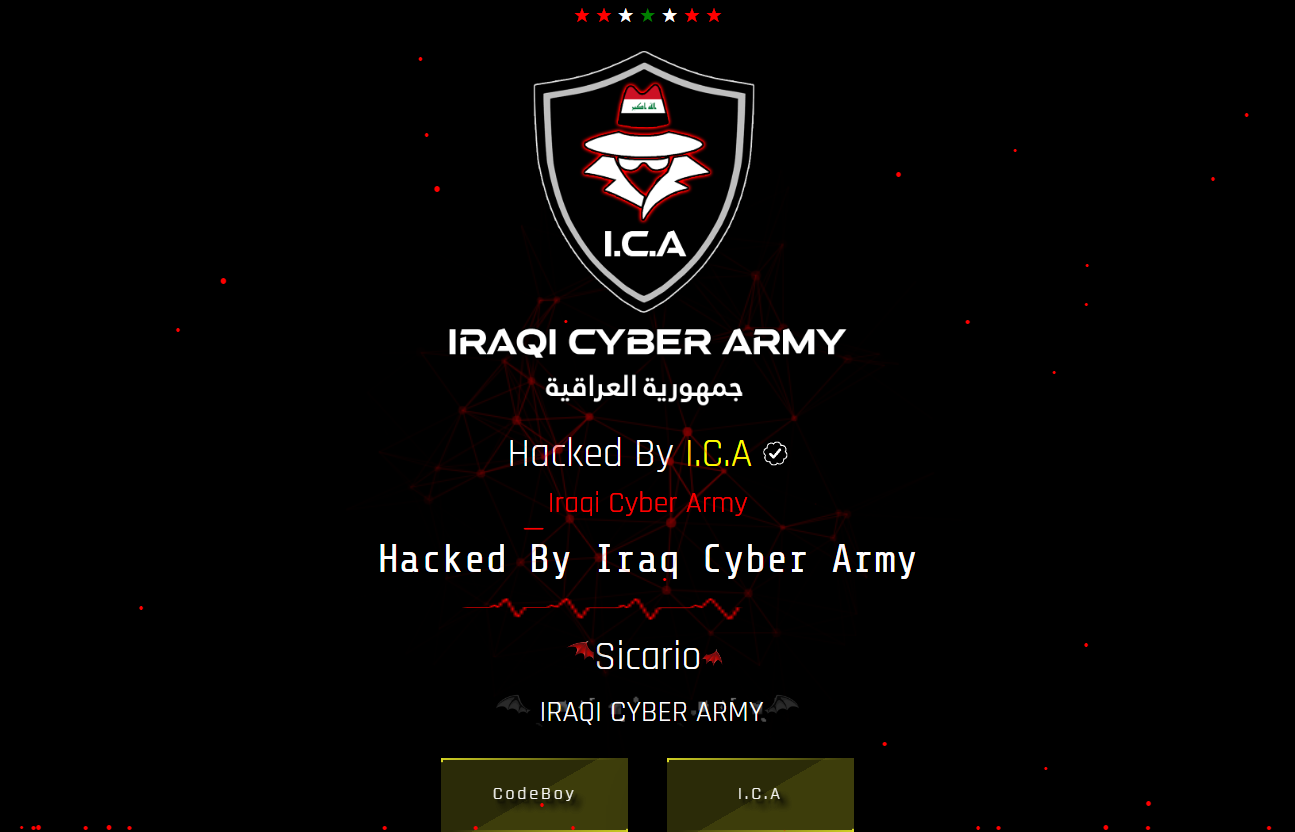 ★ ★ ★ ★ ★ ★ ★
الله اكبر
I.C.A
IRAQI CYBER ARMY
جمهورية العراقية
Hacked By I.C.A
Iraqi Cyber Army
Hacked By Iraq Cyber Army
Sicario
IRAQI CYBER ARMY
CodeBoy
I.C.A